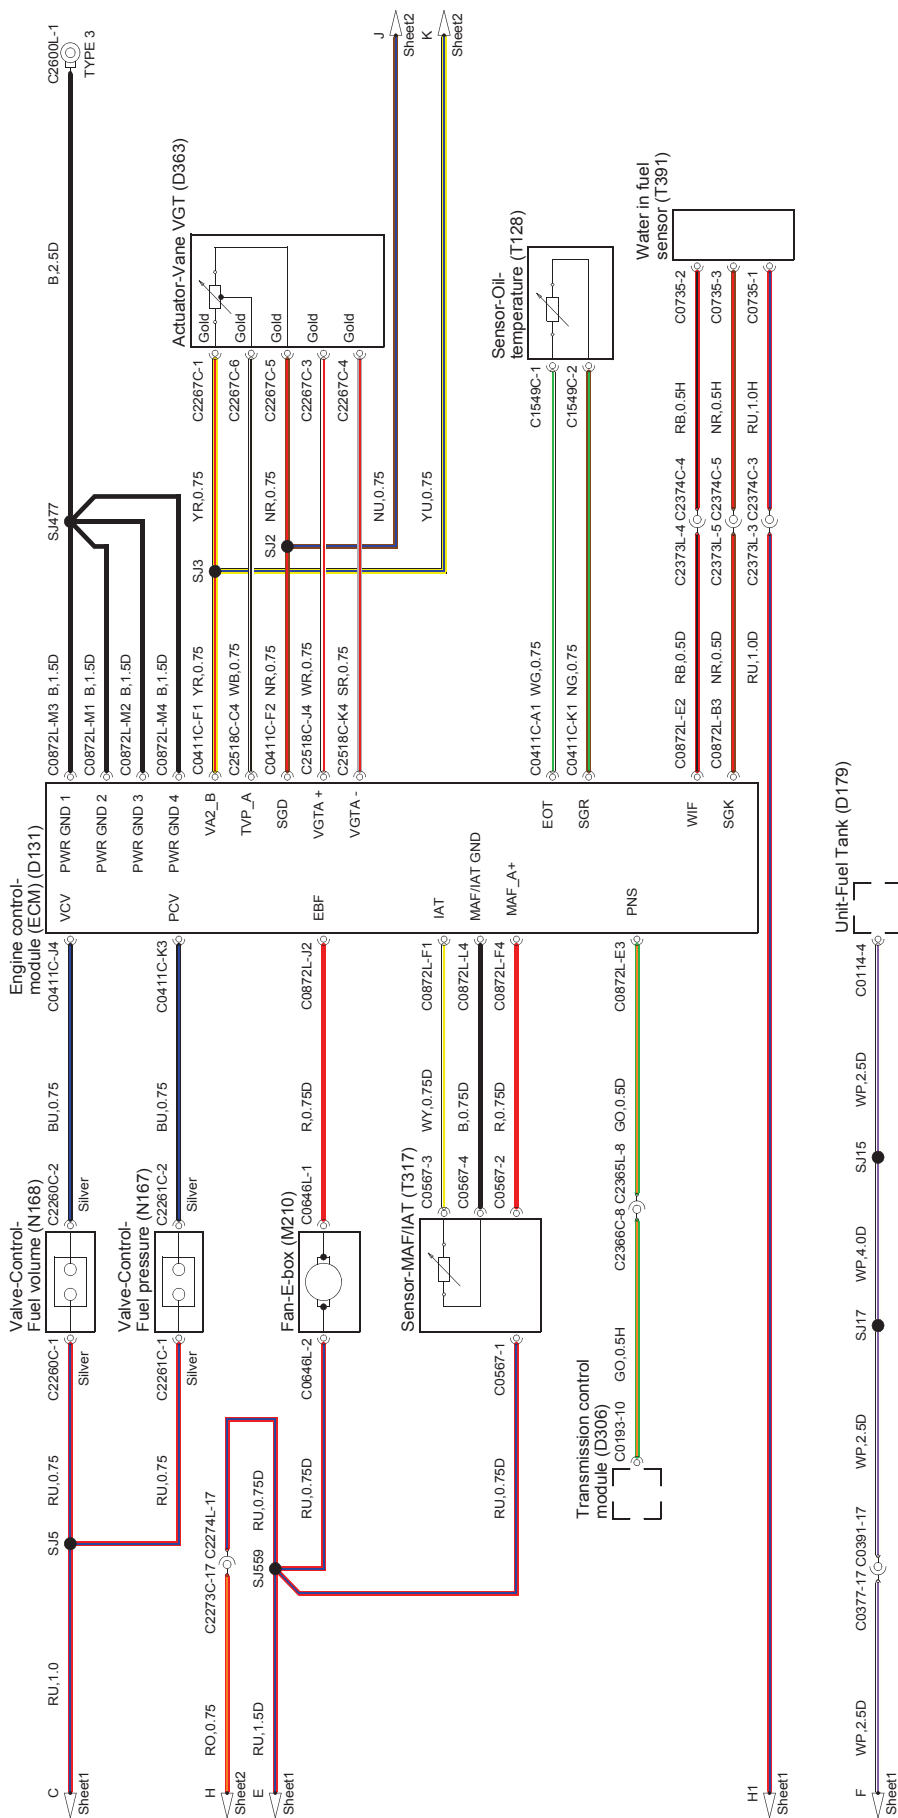 C2600L-1
TYPE 3
B,2.5D
SJ477
C0872L-M3 B,1.5D
C0872L-M1 B,1.5D
C0872L-M2 B,1.5D
C0872L-M4 B,1.5D
Actuator-Vane VGT (D363)
Gold
Gold
Gold
Gold
Gold
C2267C-1
C2267C-6
C2267C-5
C2267C-3
C2267C-4
YR,0.75
NR,0.75
SJ3
SJ2
NU,0.75
YU,0.75
J
Sheet2
K
Sheet2
C0411C-F1 YR,0.75
C2518C-C4 WB,0.75
C0411C-F2 NR,0.75
C2518C-J4 WR,0.75
C2518C-K4 SR,0.75
Sensor-Oil-
temperature (T128)
C1549C-1
C1549C-2
C0411C-A1 WG,0.75
C0411C-K1 NG,0.75
Water in fuel
sensor (T391)
C0735-2
C0735-3
C0735-1
RB,0.5H
NR,0.5H
RU,1.0H
C2373L-4 C2374C-4
C2373L-5 C2374C-5
C2373L-3 C2374C-3
RB,0.5D
NR,0.5D
RU,1.0D
C0872L-E2
C0872L-B3
Engine control-
module (ECM) (D131)
VCV
PWR GND 1
PWR GND 2
PWR GND 3
PCV
PWR GND 4
VA2_B
TVP_A
SGD
EBF
VGTA +
VGTA -
IAT
MAF/IAT GND
MAF_A+
EOT
SGR
PNS
WIF
SGK
C0411C-J4
C0411C-K3
C0872L-J2
C0872L-F1
C0872L-L4
C0872L-F4
C0872L-E3
BU,0.75
BU,0.75
R,0.75D
WY,0.75D
B,0.75D
R,0.75D
GO,0.5D
Valve-Control-
Fuel volume (N168)
C2260C-2
Silver
C2260C-1
Silver
Valve-Control-
Fuel pressure (N167)
C2261C-2
Silver
C2261C-1
Silver
Fan-E-box (M210)
C0646L-1
C0646L-2
Sensor-MAF/IAT (T317)
C0567-3
C0567-4
C0567-2
C0567-1
C2366C-8 C2365L-8
GO,0.5H
Transmission control
module (D306)
C0193-10
RU,0.75
RU,0.75
SJ5
RU,1.0
C
Sheet1
C2273C-17 C2274L-17
RU,0.75D
RU,0.75D
RU,0.75D
SJ559
RO,0.75
RU,1.5D
H
Sheet2
E
Sheet1
H1
Sheet1
Unit-Fuel Tank (D179)
C0114-4
WP,2.5D
SJ15
WP,4.0D
SJ17
WP,2.5D
C0377-17 C0391-17
WP,2.5D
F
Sheet1